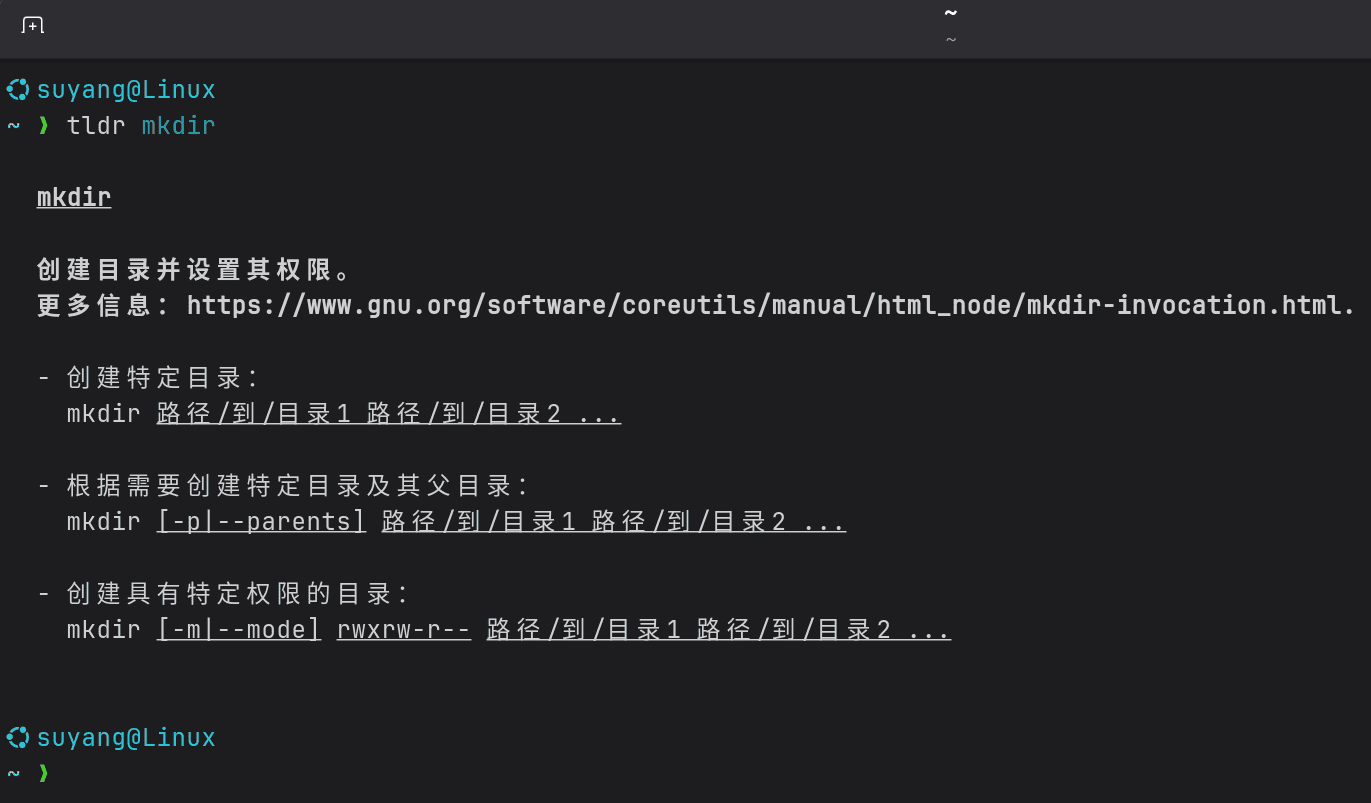 ~
~
suyang@Linux
~ ❯ tldr mkdir
mkdir
创建目录并设置其权限。
更多信息：https://www.gnu.org/software/coreutils/manual/html_node/mkdir-invocation.html.
- 创建特定目录：
mkdir 路径/到/目录1 路径/到/目录2 ...
- 根据需要创建特定目录及其父目录：
mkdir [-p|--parents] 路径/到/目录1 路径/到/目录2 ...
- 创建具有特定权限的目录：
mkdir [-m|--mode] rwxrw-r-- 路径/到/目录1 路径/到/目录2 ...
suyang@Linux
~ ❯